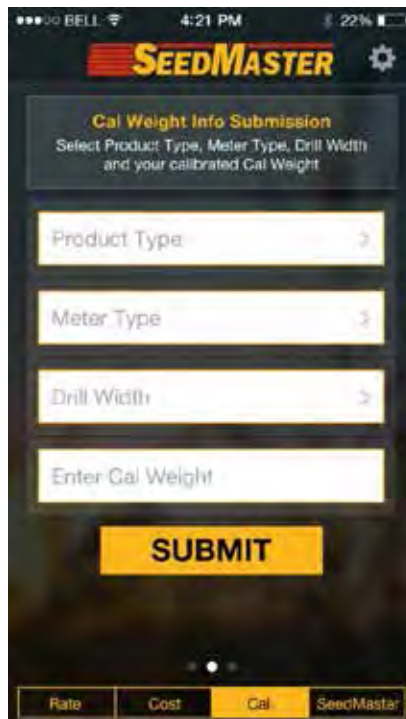 BELL 4:21 PM 22%
SEEDMASTER
Cal Weight Info Submission
Select Product Type, Meter Type, Drill Width
and your calibrated Cal Weight
Product Type
Meter Type
Drill Width
Enter Cal Weight
SUBMIT
Rate Cost Cal SeedMaster